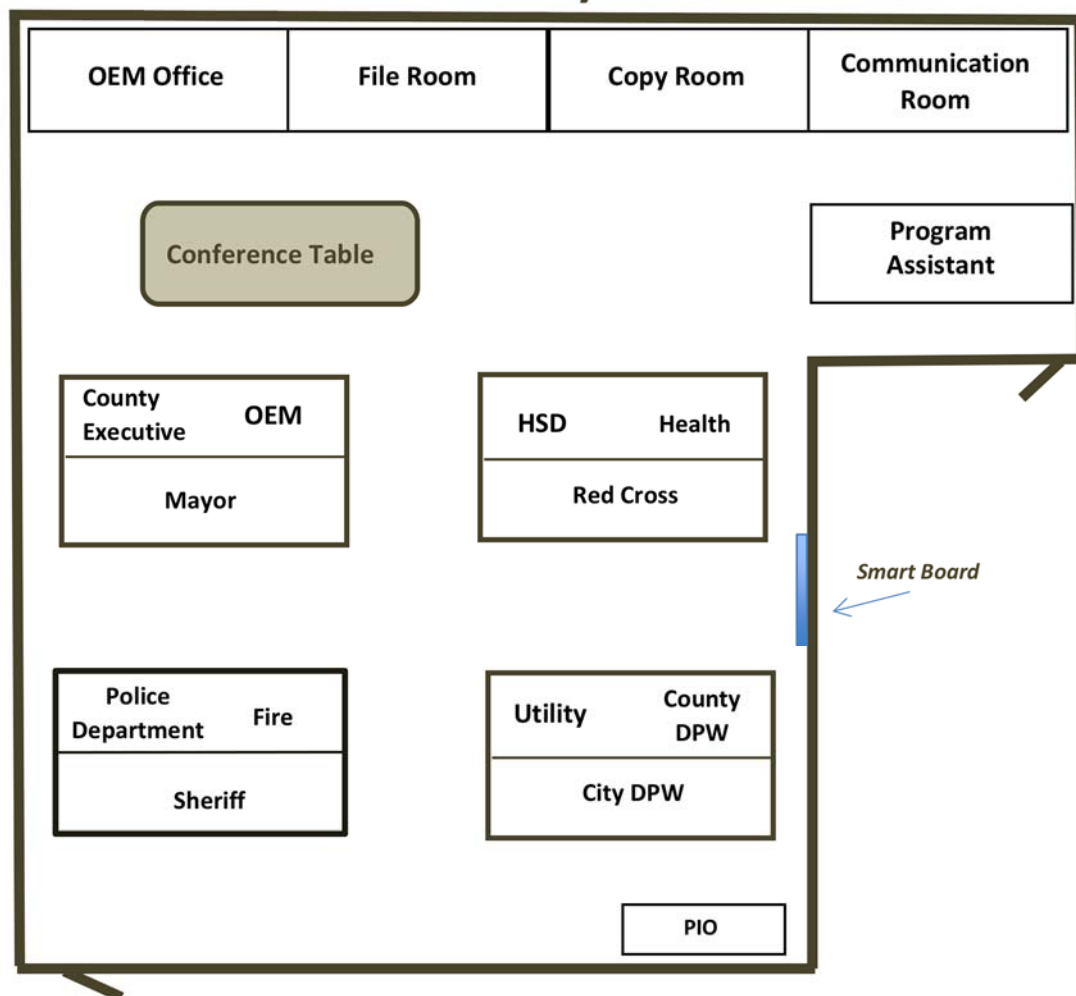 OEM Office
File Room
Copy Room
Communication
Room
Conference Table
Program
Assistant
County
Executive
OEM
Mayor
HSD
Health
Red Cross
Smart Board
Police
Department
Fire
Sheriff
Utility
County
DPW
City DPW
PIO